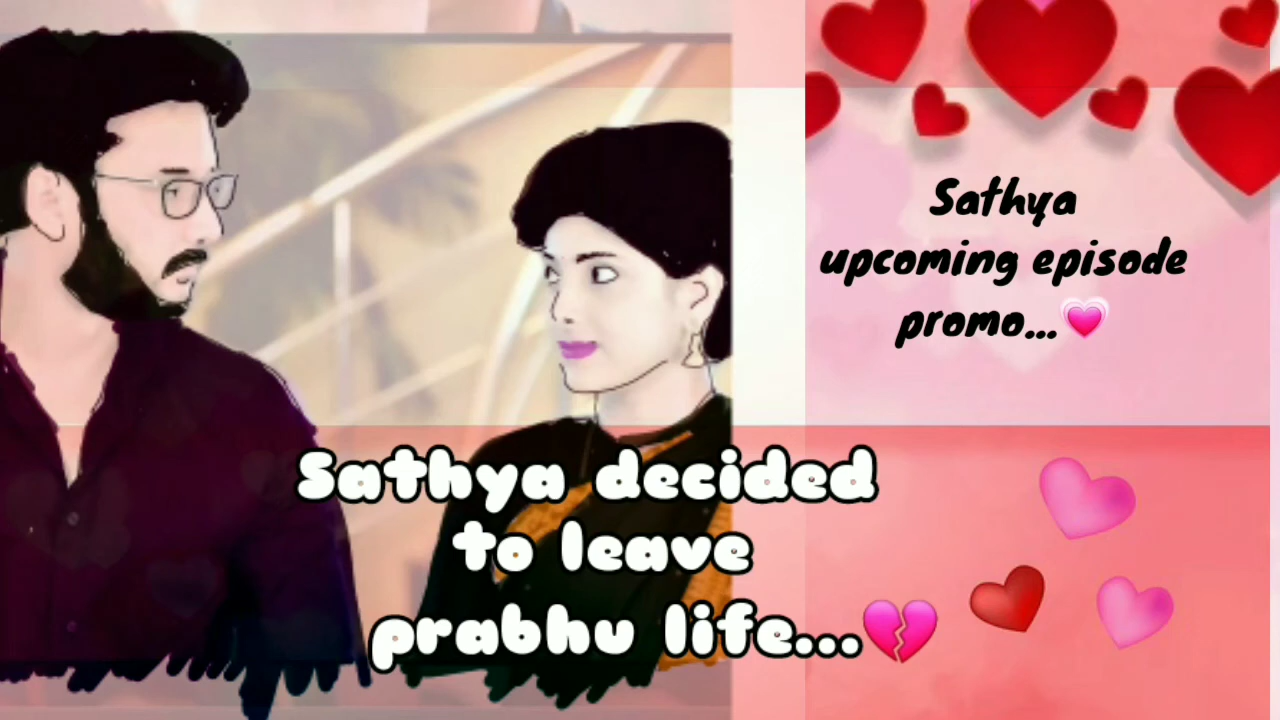 Sathya
upcoming episode
promo...💗
Sathya decided
to leave
prabhu life...💔